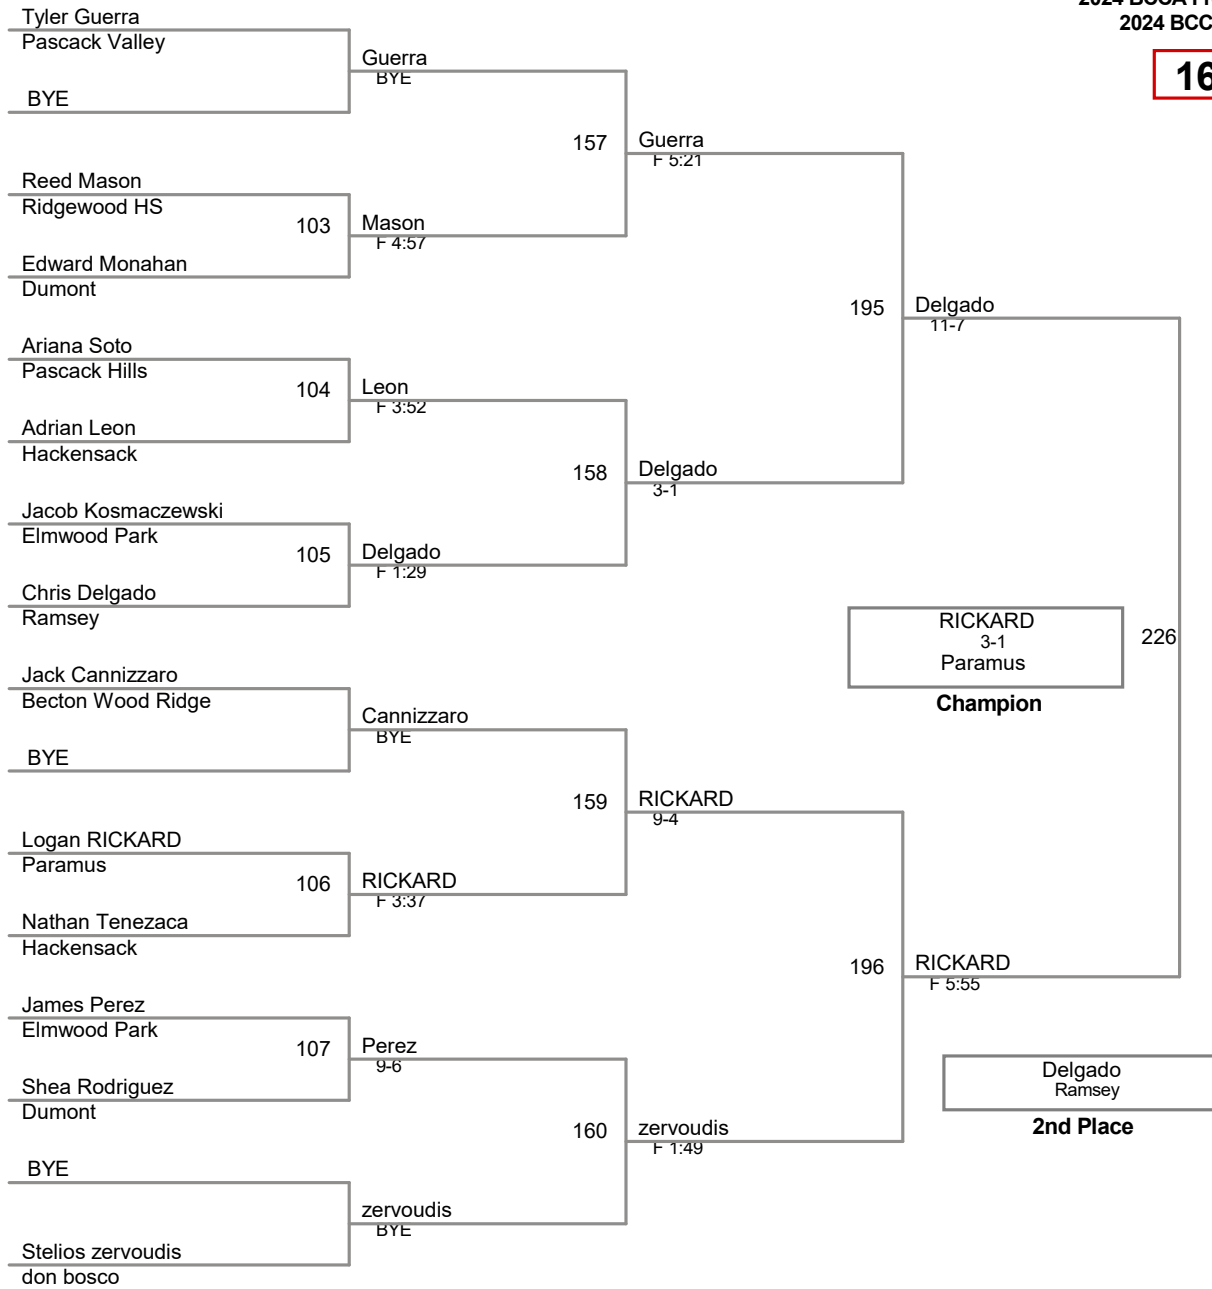 2024 BCC
16
Tyler Guerra
Pascack Valley
BYE
Guerra
BYE
157
Reed Mason
Ridgewood HS
103
Edward Monahan
Dumont
Mason
F 4:57
Guerra
F 5:21
Ariana Soto
Pascack Hills
104
Adrian Leon
Hackensack
Leon
F 3:52
158
Jacob Kosmaczewski
Elmwood Park
105
Chris Delgado
Ramsey
Delgado
F 1:29
Delgado
3-1
195
Delgado
11-7
Jack Cannizzaro
Becton Wood Ridge
BYE
Cannizzaro
BYE
159
Logan RICKARD
Paramus
106
Nathan Tenezaca
Hackensack
RICKARD
F 3:37
RICKARD
9-4
James Perez
Elmwood Park
107
Shea Rodriguez
Dumont
Perez
9-6
160
BYE
Stelios zervoudis
don bosco
zervoudis
BYE
zervoudis
F 1:49
196
RICKARD
F 5:55
226
RICKARD
3-1
Paramus
Champion
Delgado
Ramsey
2nd Place